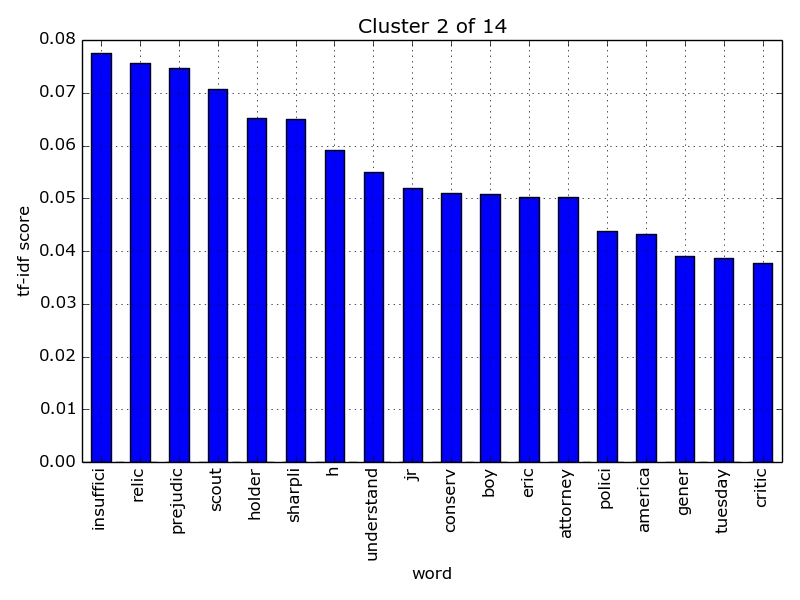 Cluster 2 of 14
0.08
0.07
0.06
0.05
0.04
0.03
0.02
0.01
0.00
tf-idf score
insuffici
relic
prejudic
scout
holder
sharpli
h
understand
jr
conserv
boy
eric
attorney
polici
america
gener
tuesday
critic
word